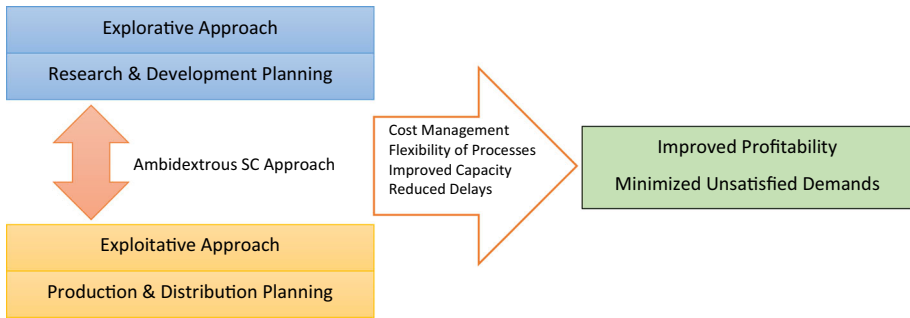 Explorative Approach
Research & Development Planning
Ambidextrous SC Approach
Exploitative Approach
Production & Distribution Planning
Cost Management
Flexibility of Processes
Improved Capacity
Reduced Delays
Improved Profitability
Minimized Unsatisfied Demands